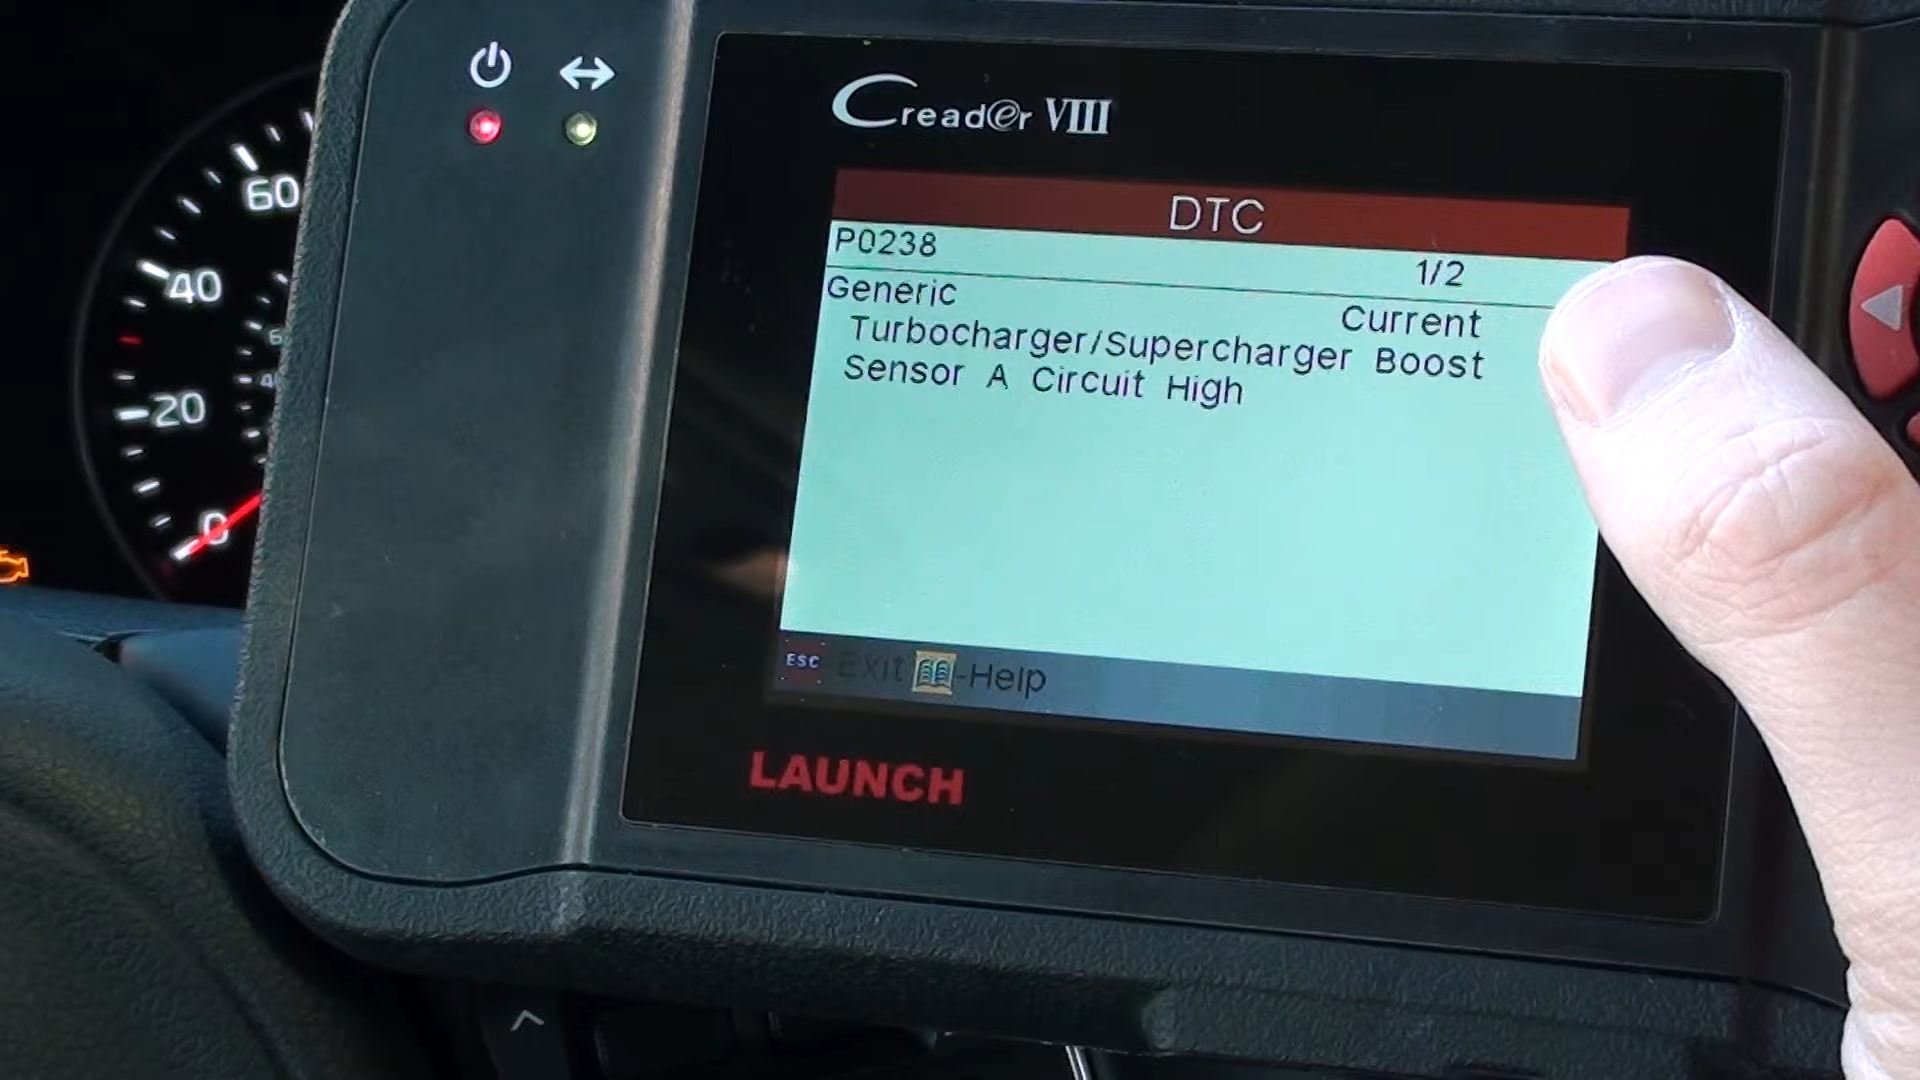 Creader VIII
DTC
P0238
1/2
Generic
Current
Turbocharger/Supercharger Boost
Sensor A Circuit High
ESC Exit -Help
LAUNCH
60
40
20
0